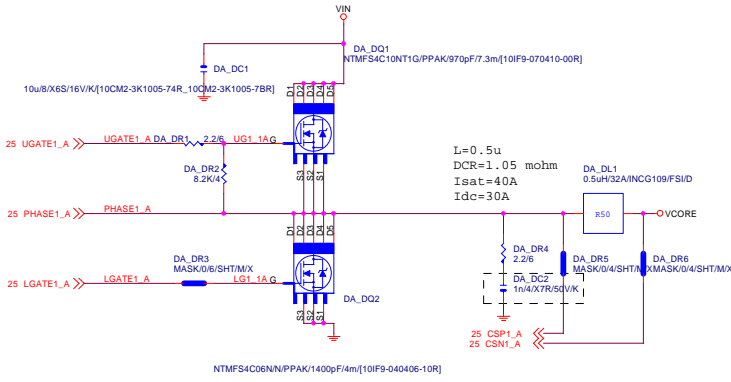 VIN
DA_DQ1
NTMFS4C10NT1G/PPAK/970pF/7.3m/[10IF9-070410-00R]
DA_DC1
10u/8/X6S/16V/K/[10CM2-3K1005-74R_10CM2-3K1005-7BR]
D1 D2 D3 D4 D5
25 UGATE1_A UGATE1_A DA_DR1 2.2/6 UG1_1A G
S3 S2 S1
DA_DR2
8.2K/4
L=0.5u
DCR=1.05 mohm
Isat=40A
Idc=30A
DA_DL1
0.5uH/32A/INCG109/FSI/D
25 PHASE1_A PHASE1_A
R50
VCORE
D1 D2 D3 D4 D5
DA_DR3
MASK/0/6/SHT/M/X
25 LGATE1_A LGATE1_A LG1_1A G
S3 S2 S1
DA_DQ2
DA_DR4
2.2/6
DA_DR5
MASK/0/4/SHT/M/X
DA_DR6
MASK/0/4/SHT/M/X
DA_DC2
1n/4/X7R/50V/K
25 CSP1_A
25 CSN1_A
NTMFS4C06N/N/PPAK/1400pF/4m/[10IF9-040406-10R]